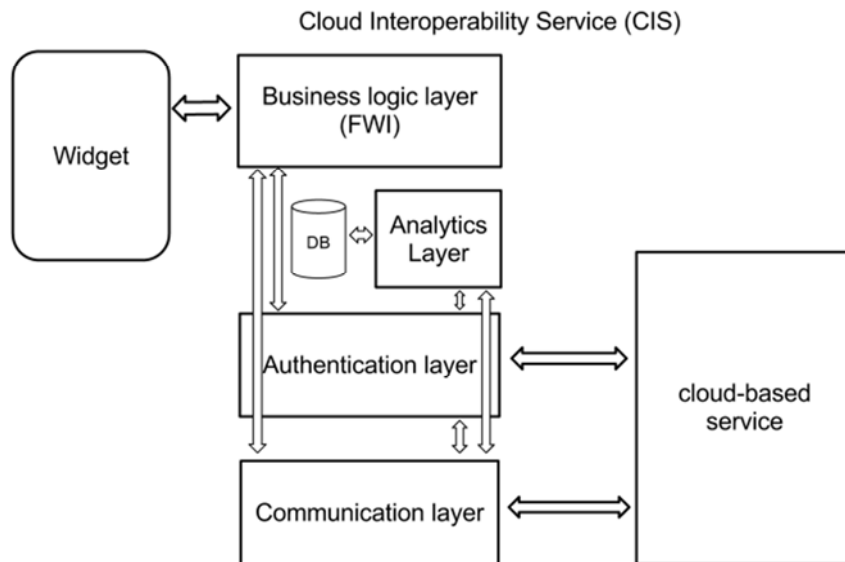 Cloud Interoperability Service (CIS)
Widget
Business logic layer
(FWI)
DB
Analytics
Layer
Authentication layer
cloud-based
service
Communication layer